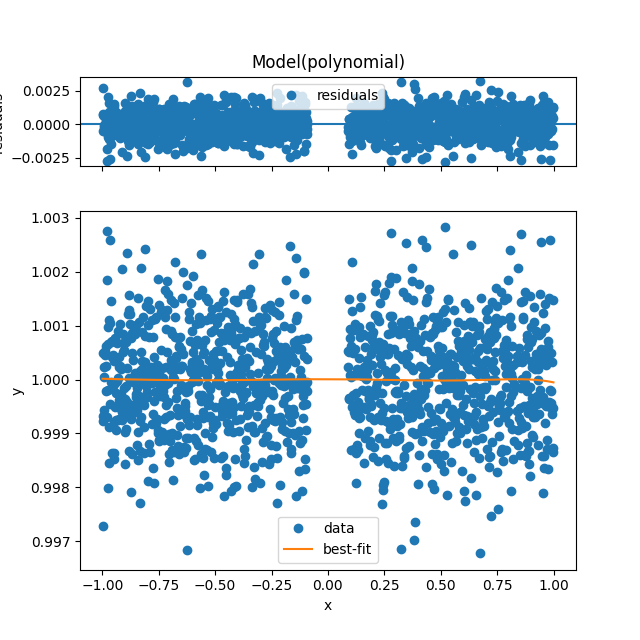 Model(polynomial)
0.0025
0.0000
−0.0025
residuals
residuals
1.003
1.002
1.001
1.000
0.999
0.998
0.997
y
data
best-fit
−1.00 −0.75 −0.50 −0.25 0.00 0.25 0.50 0.75 1.00
x